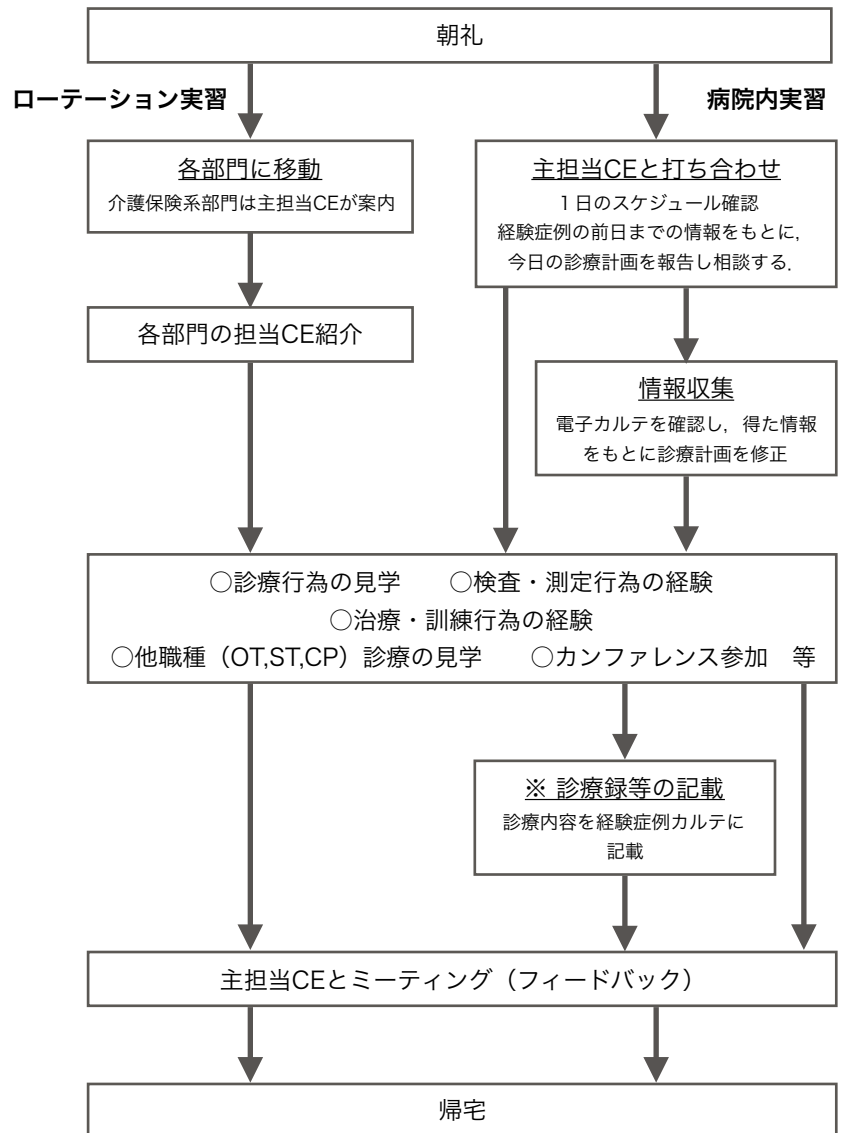 朝礼
ローテーション実習
病院内実習
各部門に移動
介護保険系部門は主担当CEが案内
主担当CEと打ち合わせ
1日のスケジュール確認
経験症例の前日までの情報をもとに，
今日の診療計画を報告し相談する．
各部門の担当CE紹介
情報収集
電子カルテを確認し，得た情報
をもとに診療計画を修正
○診療行為の見学　　○検査・測定行為の経験
○治療・訓練行為の経験
○他職種（OT,ST,CP）診療の見学　　○カンファレンス参加　等
※ 診療録等の記載
診療内容を経験症例カルテに
記載
主担当CEとミーティング（フィードバック）
帰宅